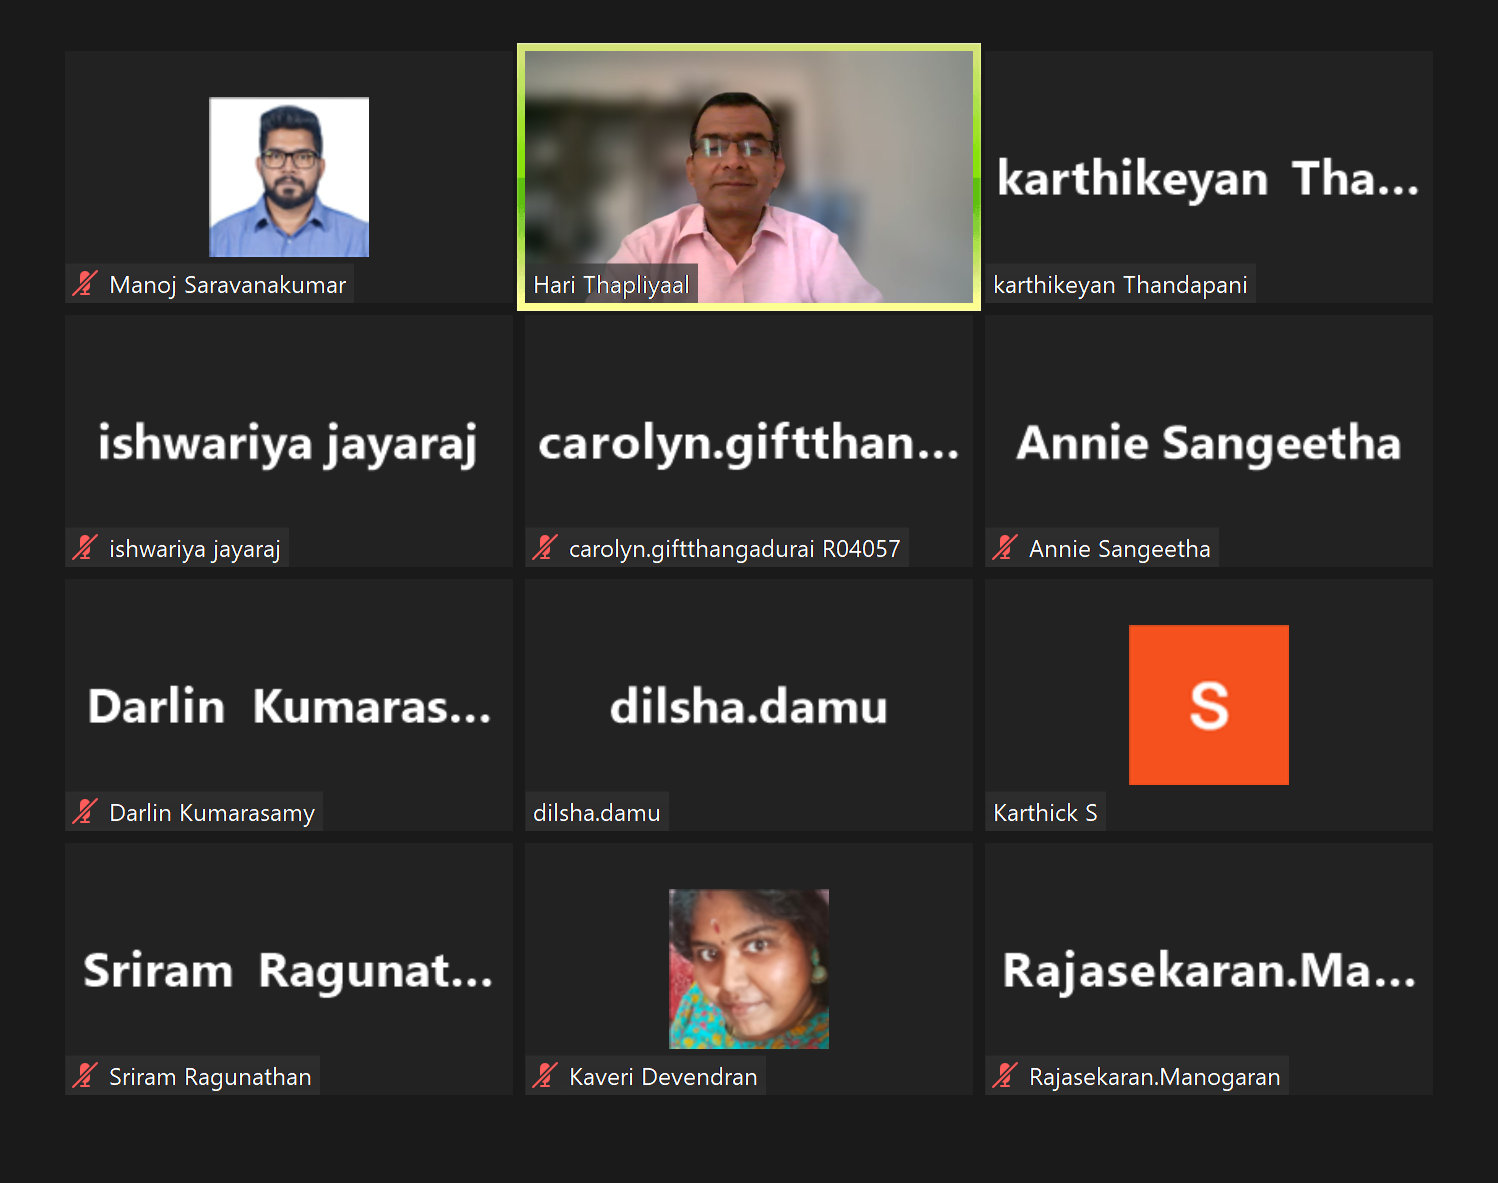 Manoj Saravanakumar
Hari Thapliyaal
karthikeyan Tha...
karthikeyan Thandapani
ishwariya jayaraj
ishwariya jayaraj
carolyn.giftthan...
carolyn.giftthangadurai R04057
Annie Sangeetha
Annie Sangeetha
Darlin Kumaras...
Darlin Kumarasamy
dilsha.damu
dilsha.damu
S
Karthick S
Sriram Ragunat...
Sriram Ragunathan
Kaveri Devendran
Rajasekaran.Ma...
Rajasekaran.Manogaran